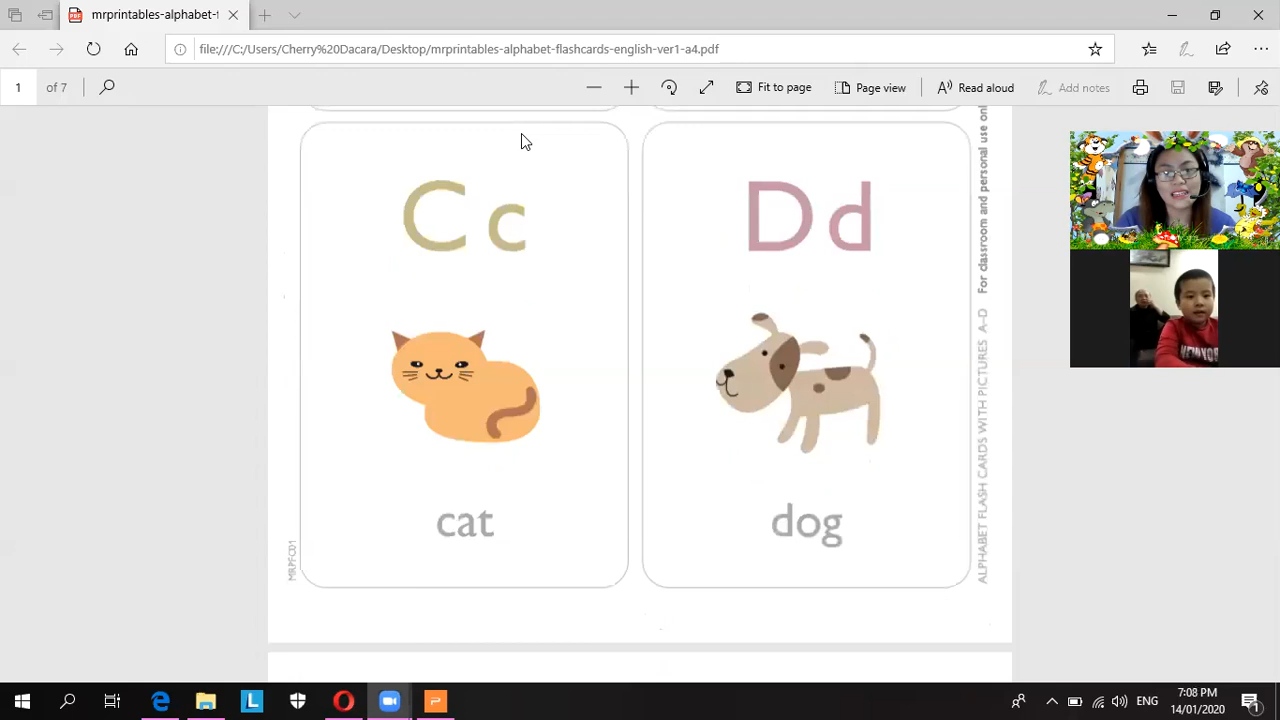 mrprintables-alphabet-f
file:///C:/Users/Cherry%20Dacara/Desktop/mrprintables-alphabet-flashcards-english-ver1-a4.pdf
1 of 7
Fit to page
Page view
Read aloud
Add notes
C c
D d
cat
dog
MRPFC01
ALPHABET FLASH CARDS WITH PICTURES A-D For classroom and personal use onl
ENG
7:08 PM
14/01/2020